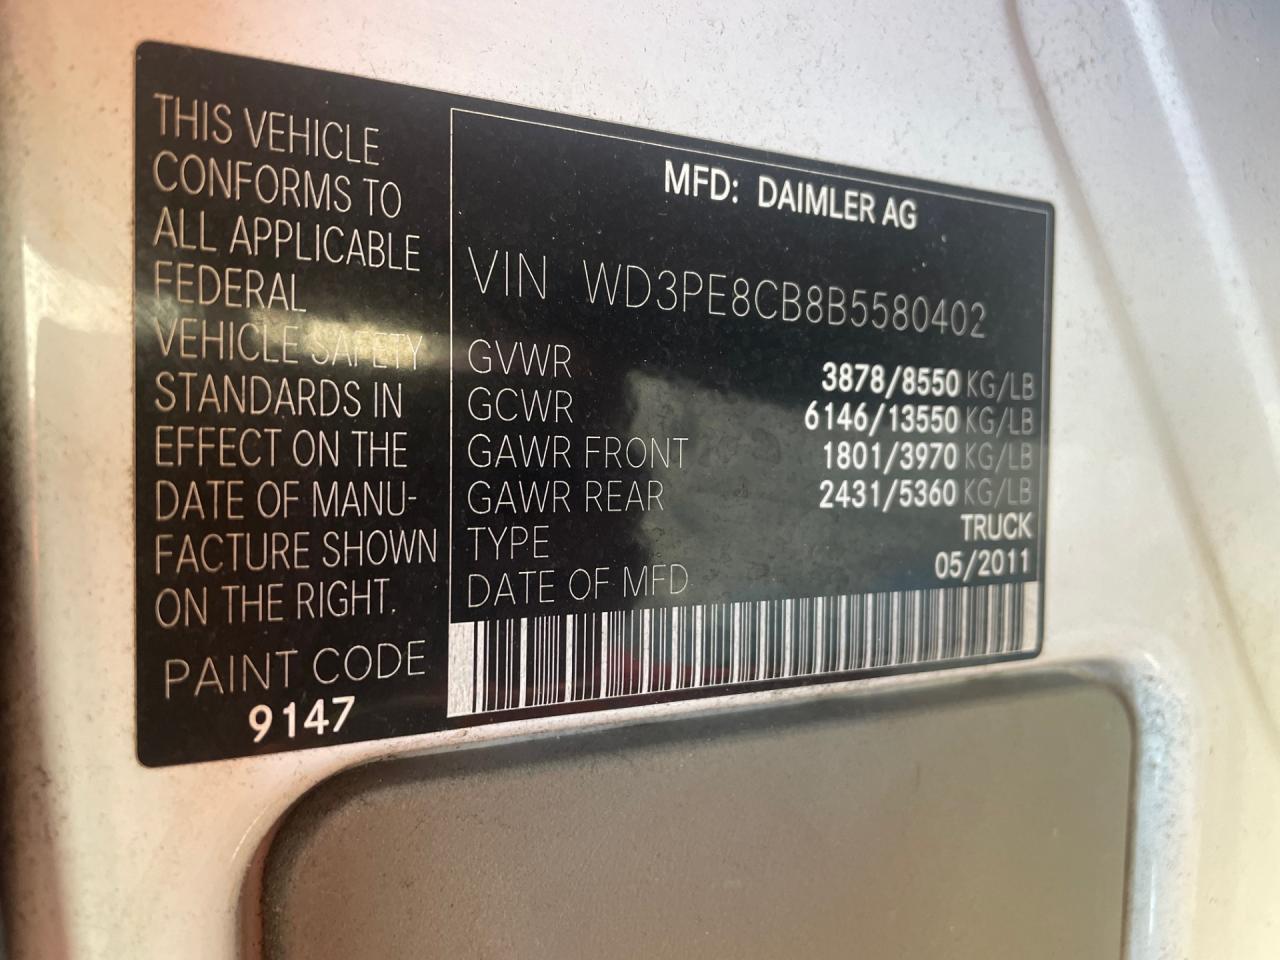 THIS VEHICLE
CONFORMS TO
ALL APPLICABLE
FEDERAL
VEHICLE SAFETY
STANDARDS IN
EFFECT ON THE
DATE OF MANU-
FACTURE SHOWN
ON THE RIGHT.
PAINT CODE
9147
MFD: DAIMLER AG
VIN WD3PE8CB8B5580402
GVWR 3878/8550 KG/LB
GCWR 6146/13550 KG/LB
GAWR FRONT 1801/3970 KG/LB
GAWR REAR 2431/5360 KG/LB
TYPE TRUCK
DATE OF MFD 05/2011